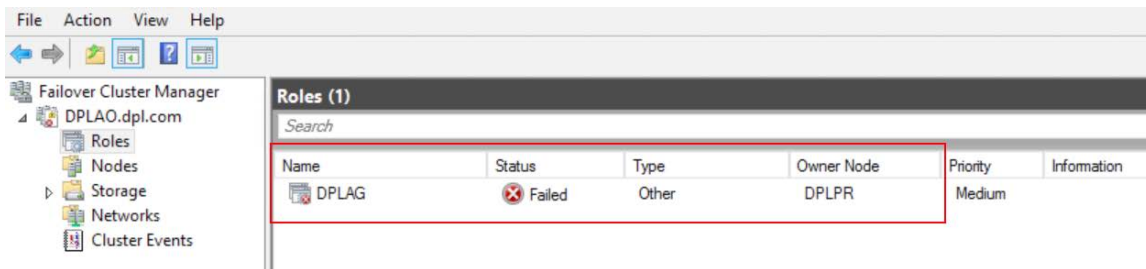 File Action View Help
Failover Cluster Manager
DPLAO.dpl.com
Roles
Nodes
Storage
Networks
Cluster Events
Roles (1)
Search
Name Status Type Owner Node Priority Information
DPLAG Failed Other DPLPR Medium